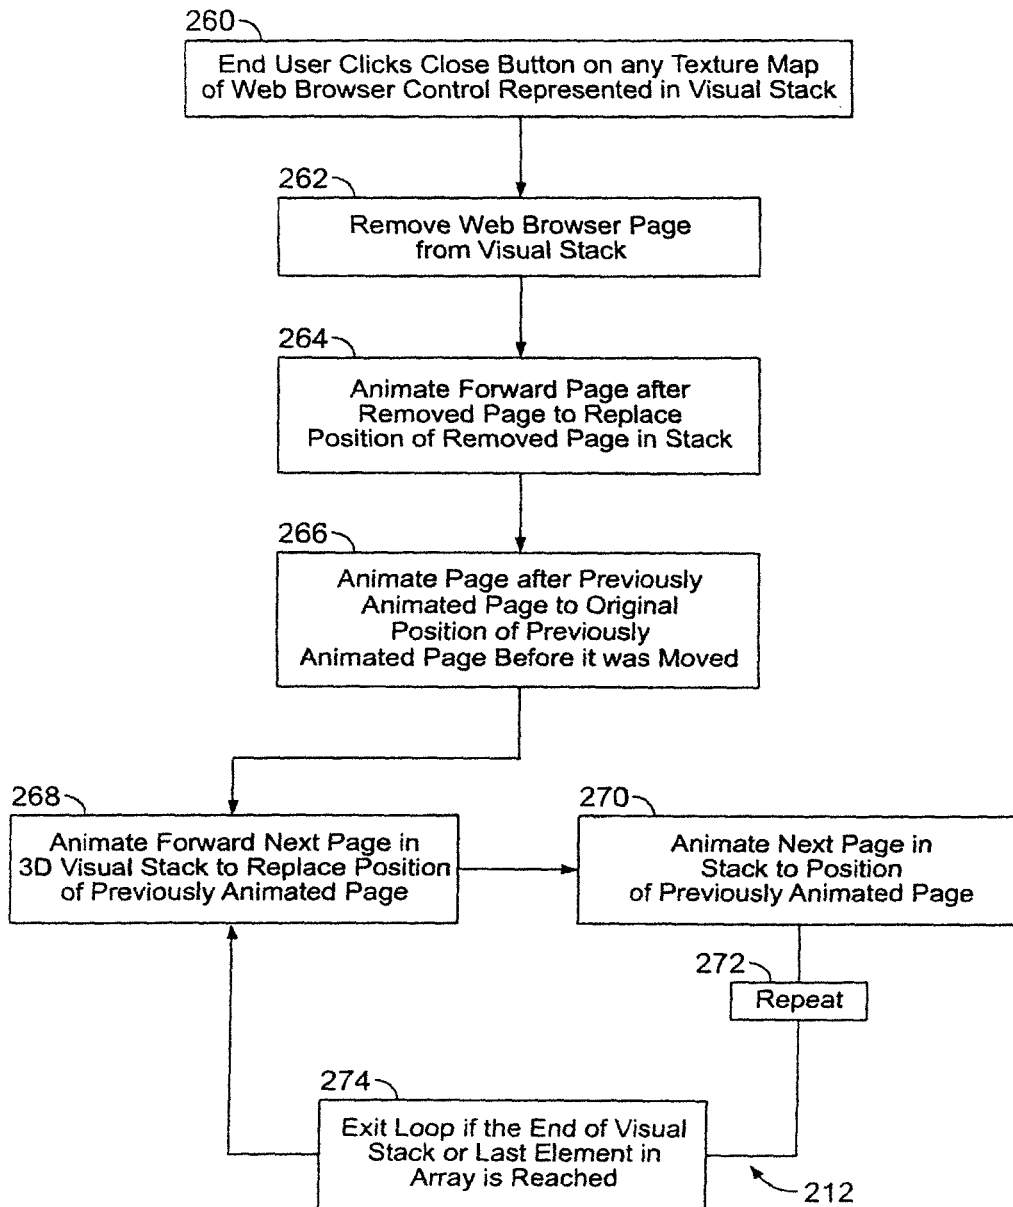 260
End User Clicks Close Button on any Texture Map
of Web Browser Control Represented in Visual Stack
262
Remove Web Browser Page
from Visual Stack
264
Animate Forward Page after
Removed Page to Replace
Position of Removed Page in Stack
266
Animate Page after Previously
Animated Page to Original
Position of Previously
Animated Page Before it was Moved
268
Animate Forward Next Page in
3D Visual Stack to Replace Position
of Previously Animated Page
270
Animate Next Page in
Stack to Position
of Previously Animated Page
272
Repeat
274
Exit Loop if the End of Visual
Stack or Last Element in
Array is Reached
212